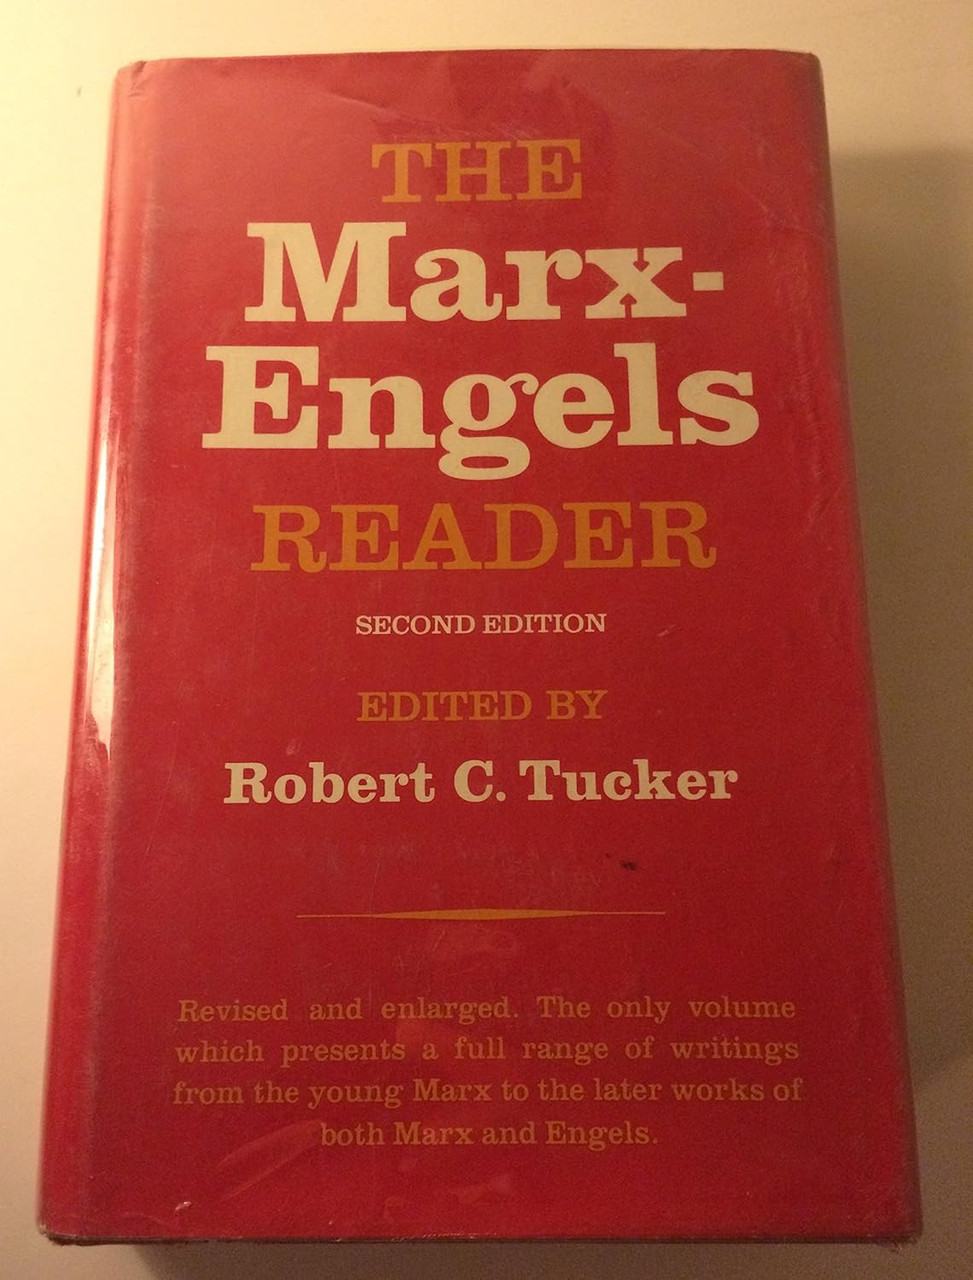 THE
Marx-
Engels
READER
SECOND EDITION
EDITED BY
Robert C. Tucker
Revised and enlarged. The only volume
which presents a full range of writings
from the young Marx to the later works of
both Marx and Engels.